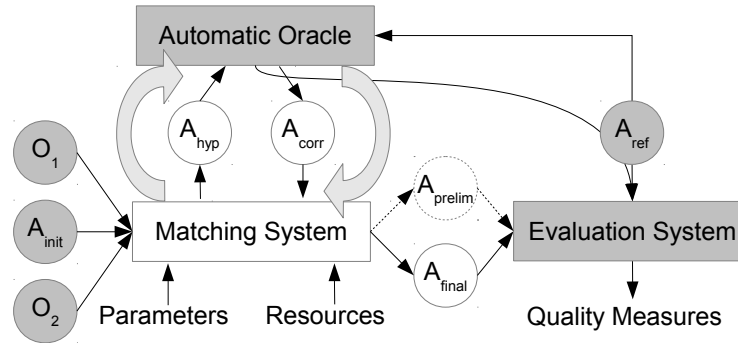 Automatic Oracle
A_hyp
A_corr
A_ref
O_1
A_init
O_2
A_prelim
Matching System
Evaluation System
A_final
Parameters
Resources
Quality Measures